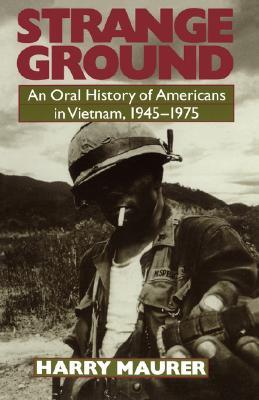 STRANGE
GROUND
An Oral History of Americans
in Vietnam, 1945–1975
HARRY MAURER